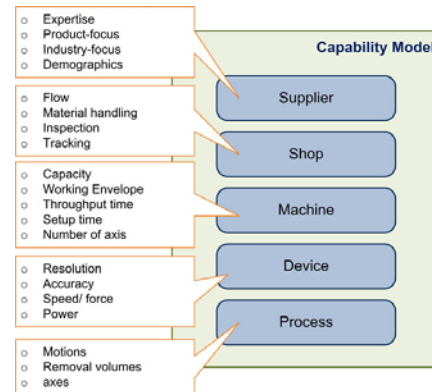 Capability Model
o Expertise
o Product-focus
o Industry-focus
o Demographics
Supplier
o Flow
o Material handling
o Inspection
o Tracking
Shop
o Capacity
o Working Envelope
o Throughput time
o Setup time
o Number of axis
Machine
o Resolution
o Accuracy
o Speed/ force
o Power
Device
o Motions
o Removal volumes
o axes
Process